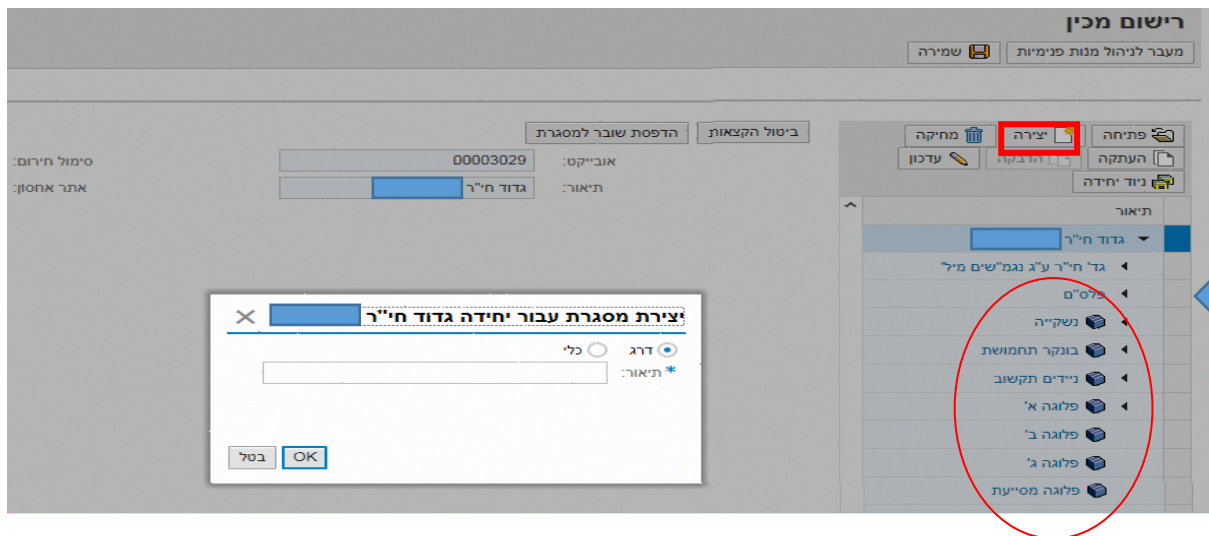 רישום מכין
מעבר לניהול מנות פנימיות שמירה
פתיחה יצירה מחיקה
העתקה הדבקה עדכון
ניוד יחידה
תיאור
גדוד חי"ר
גד' חי"ר ע"ג נגמ"שים מיל'
פלס"ם
נשקייה
בונקר תחמושת
ניידים תקשוב
פלוגה א'
פלוגה ב'
פלוגה ג'
פלוגה מסייעת
ביטול הקצאות הדפסת שובר למסגרת
אובייקט: 00003029 סימול חירום:
תיאור: גדוד חי"ר אתר אחסון:
יצירת מסגרת עבור יחידה גדוד חי"ר
דרג כלי
* תיאור:
OK בטל